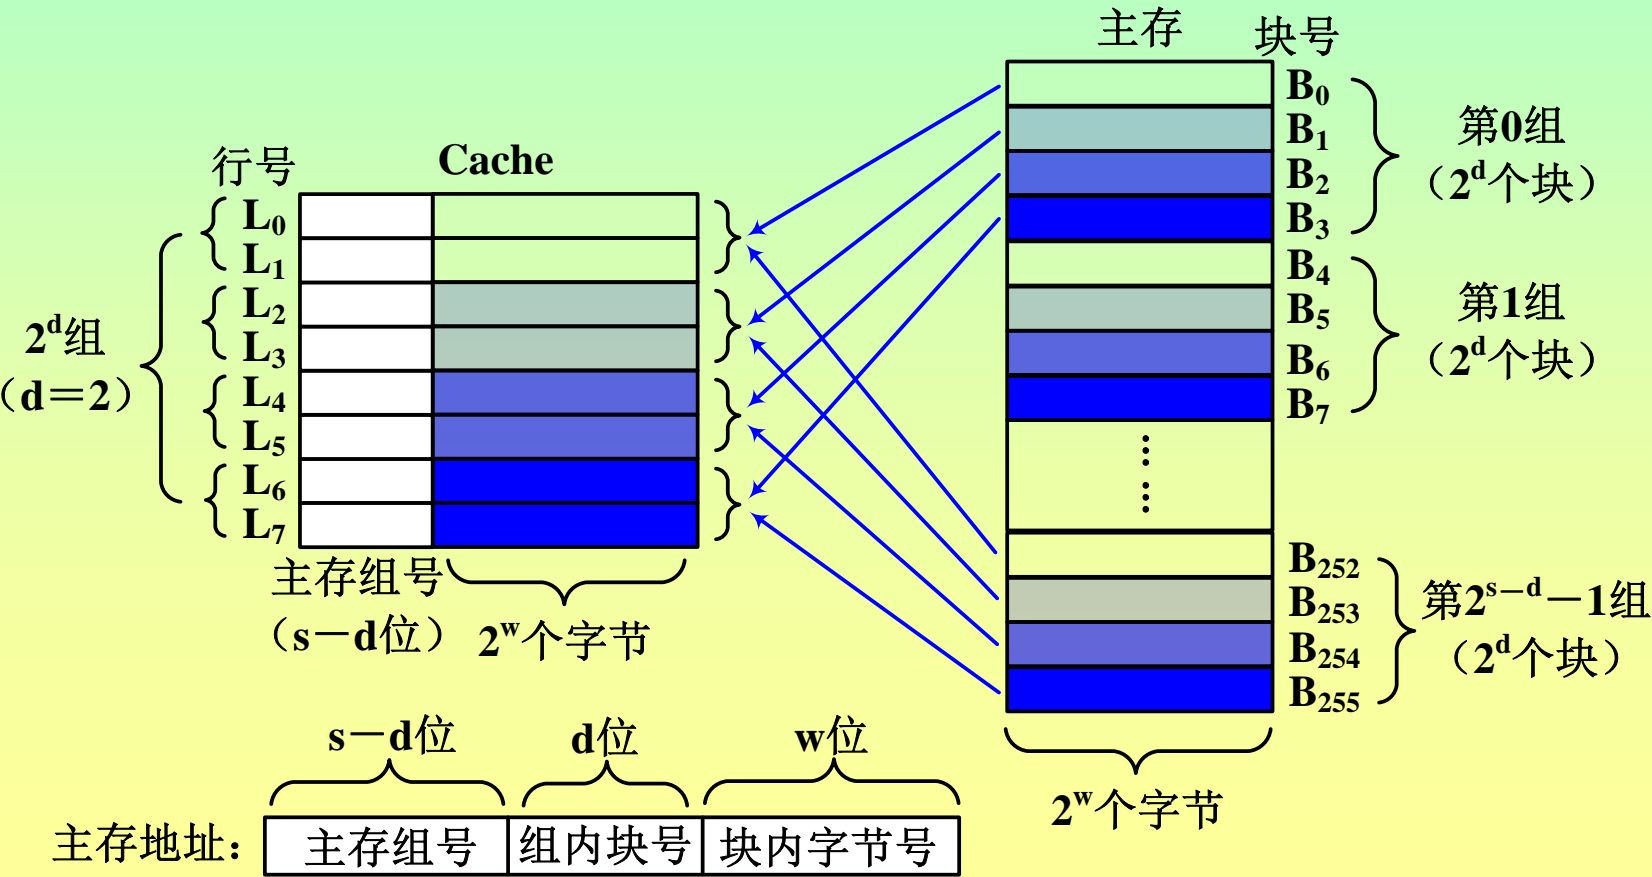 主存 块号
B₀
B₁
B₂
B₃
第0组
（2ᵈ个块）
B₄
B₅
B₆
B₇
第1组
（2ᵈ个块）
B₂₅₂
B₂₅₃
B₂₅₄
B₂₅₅
第2ˢ⁻ᵈ－1组
（2ᵈ个块）
2ʷ个字节
行号 Cache
L₀
L₁
L₂
L₃
L₄
L₅
L₆
L₇
2ᵈ组
（d＝2）
主存组号
（s－d位）
2ʷ个字节
s－d位 d位 w位
主存地址： 主存组号 组内块号 块内字节号